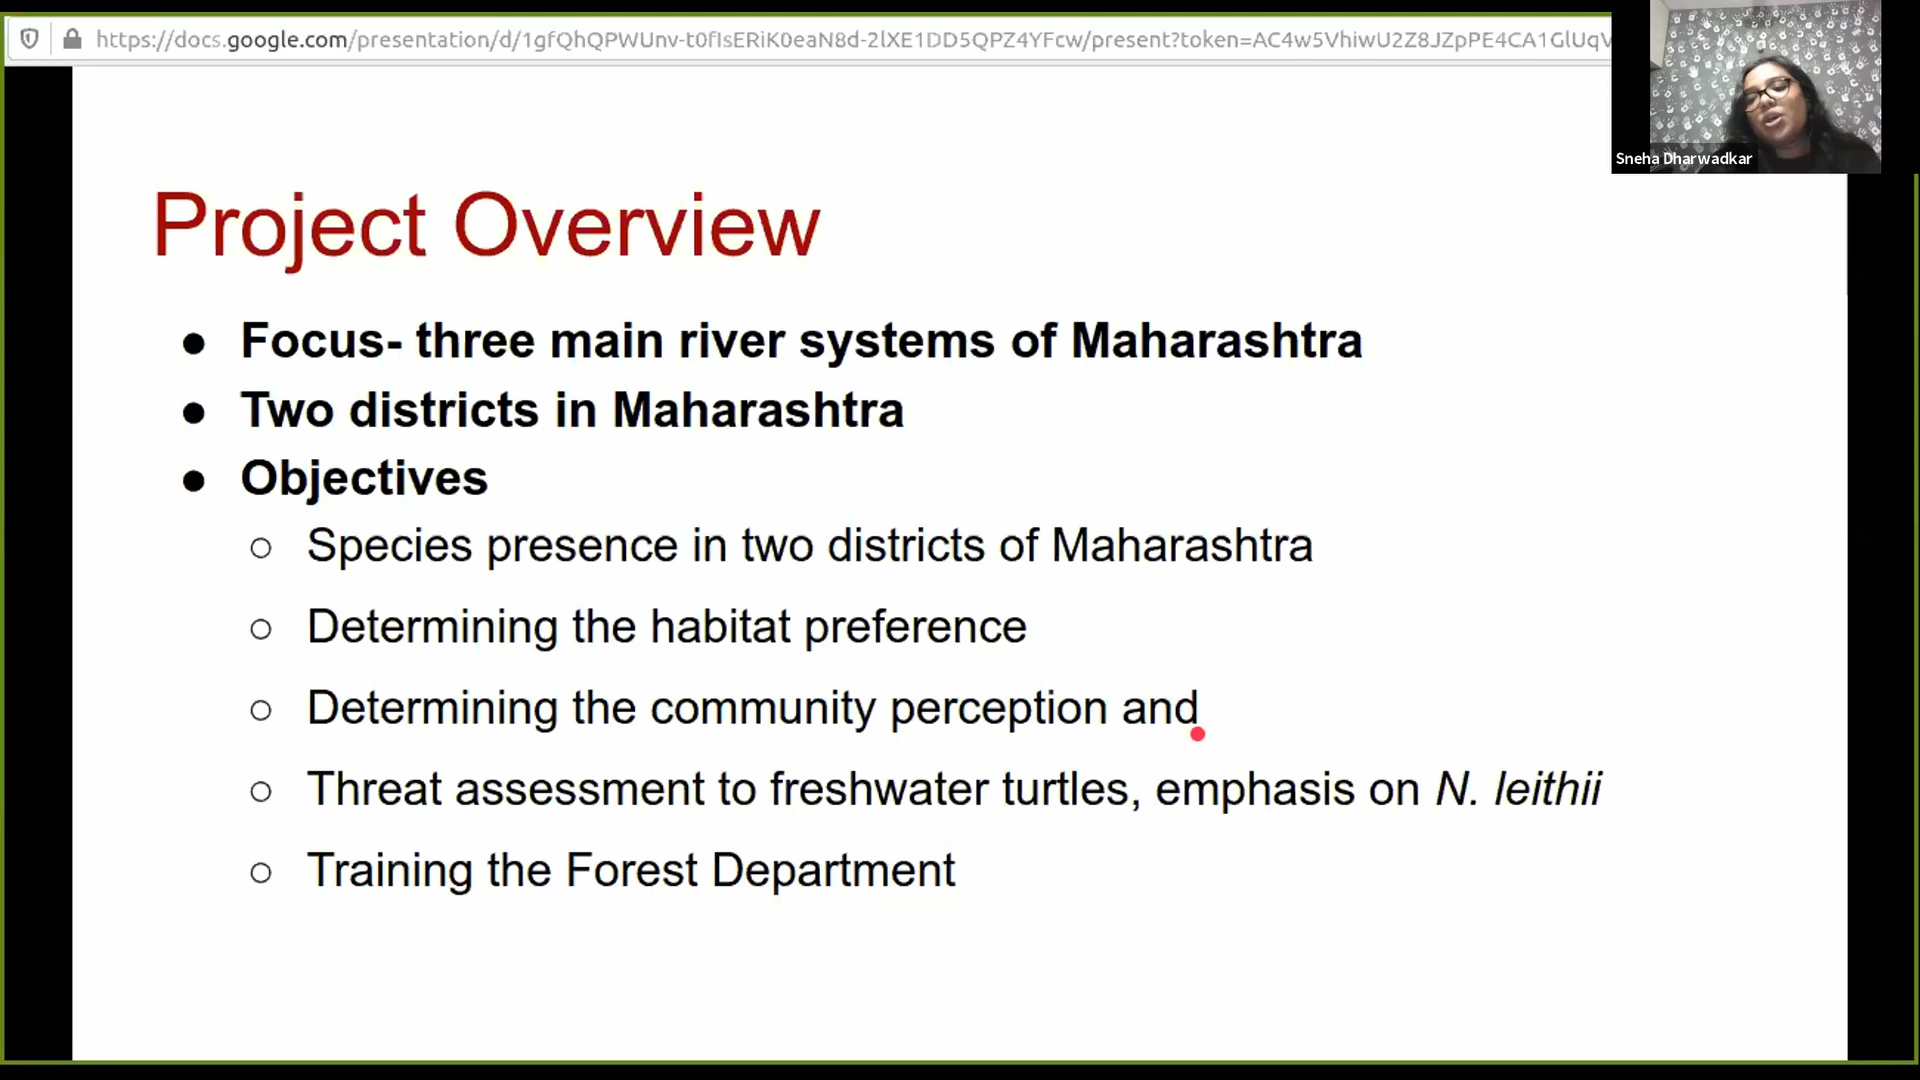 https://docs.google.com/presentation/d/1gfQhQPWUnv-t0fIsERiK0eaN8d-2lXE1DD5QPZ4YFcw/present?token=AC4w5VhiwU2Z8JZpPE4CA1GlUqV
Sneha Dharwadkar
Project Overview
● Focus- three main river systems of Maharashtra
● Two districts in Maharashtra
● Objectives
○ Species presence in two districts of Maharashtra
○ Determining the habitat preference
○ Determining the community perception and
○ Threat assessment to freshwater turtles, emphasis on N. leithii
○ Training the Forest Department